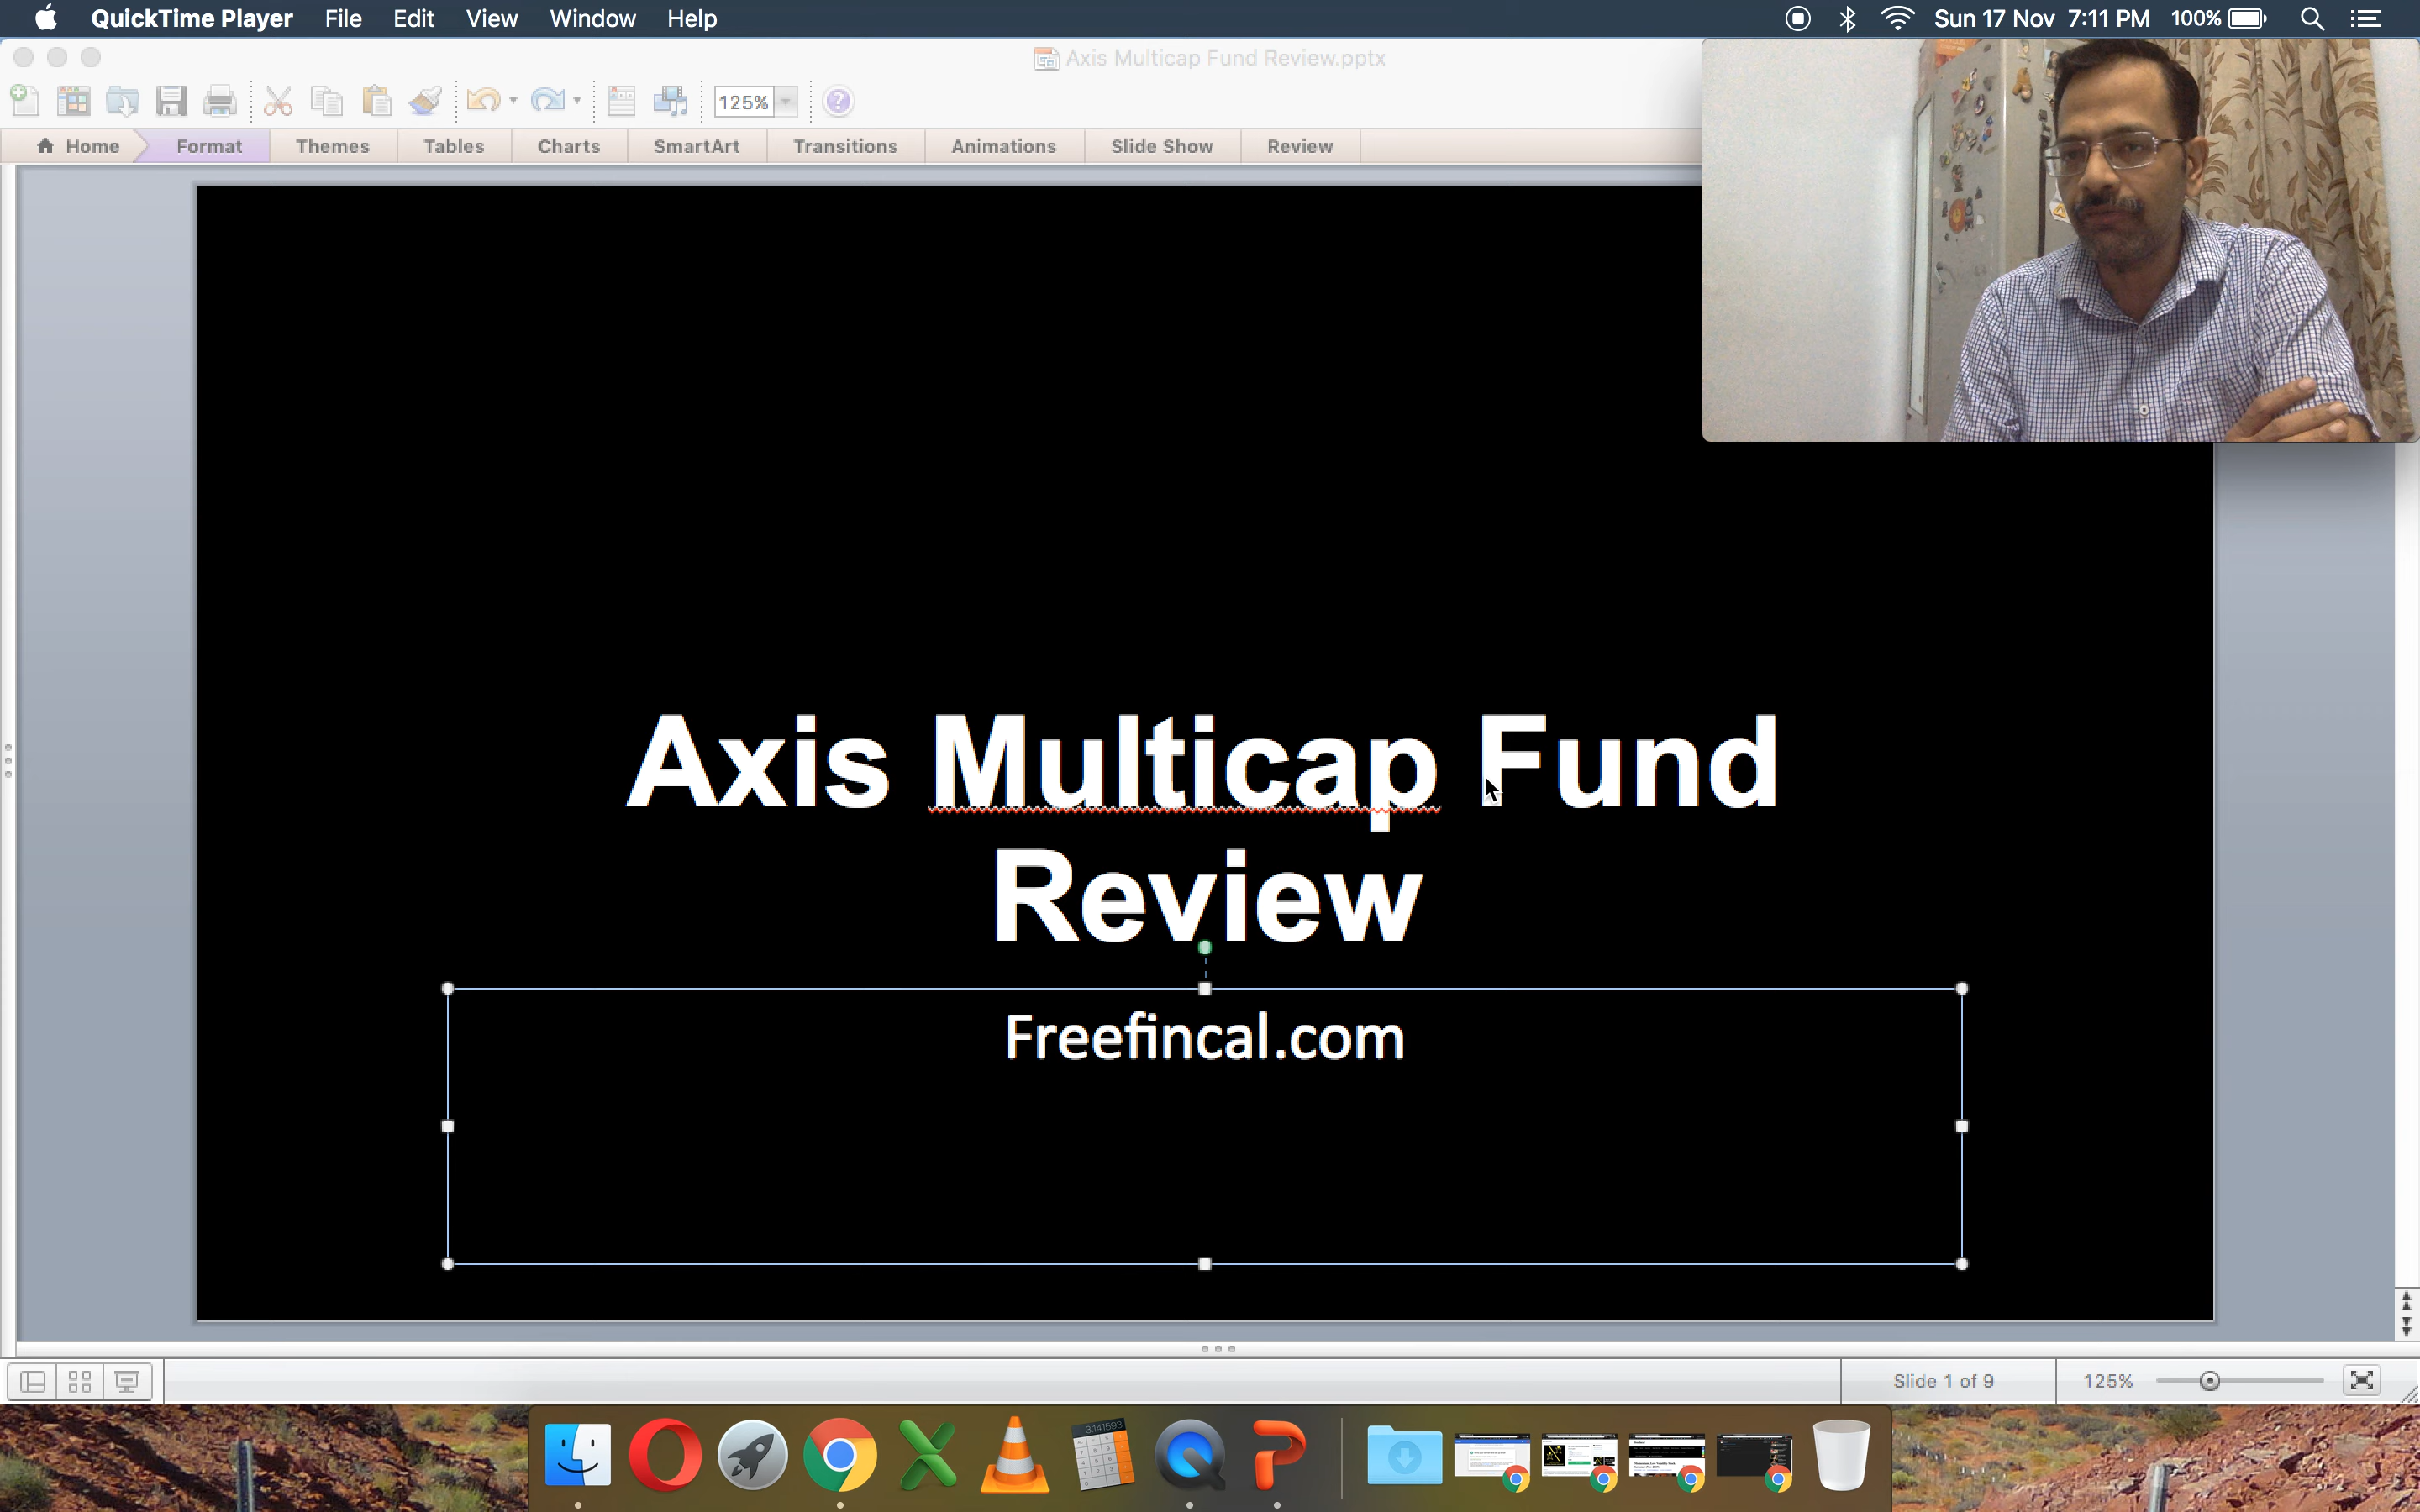 QuickTime Player File Edit View Window Help Sun 17 Nov 7:11 PM 100%
Axis Multicap Fund Review.pptx
125%
Home Format Themes Tables Charts SmartArt Transitions Animations Slide Show Review
Axis Multicap Fund
Review
Freefincal.com
Slide 1 of 9 125%
3.141593